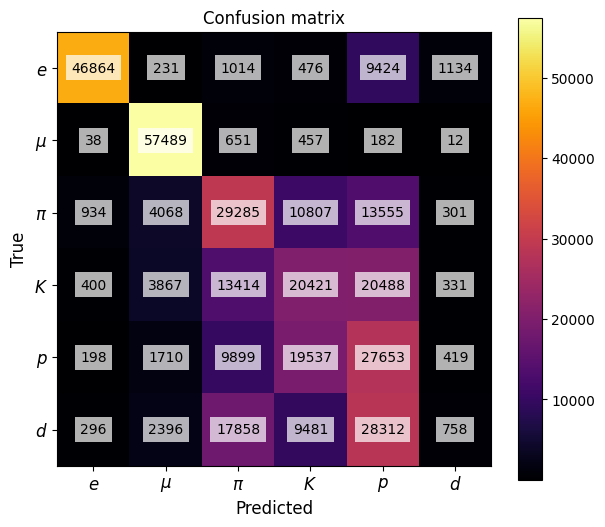 Confusion matrix
e 46864 231 1014 476 9424 1134
μ 38 57489 651 457 182 12
π 934 4068 29285 10807 13555 301
K 400 3867 13414 20421 20488 331
p 198 1710 9899 19537 27653 419
d 296 2396 17858 9481 28312 758
e μ π K p d
Predicted
True
50000
40000
30000
20000
10000